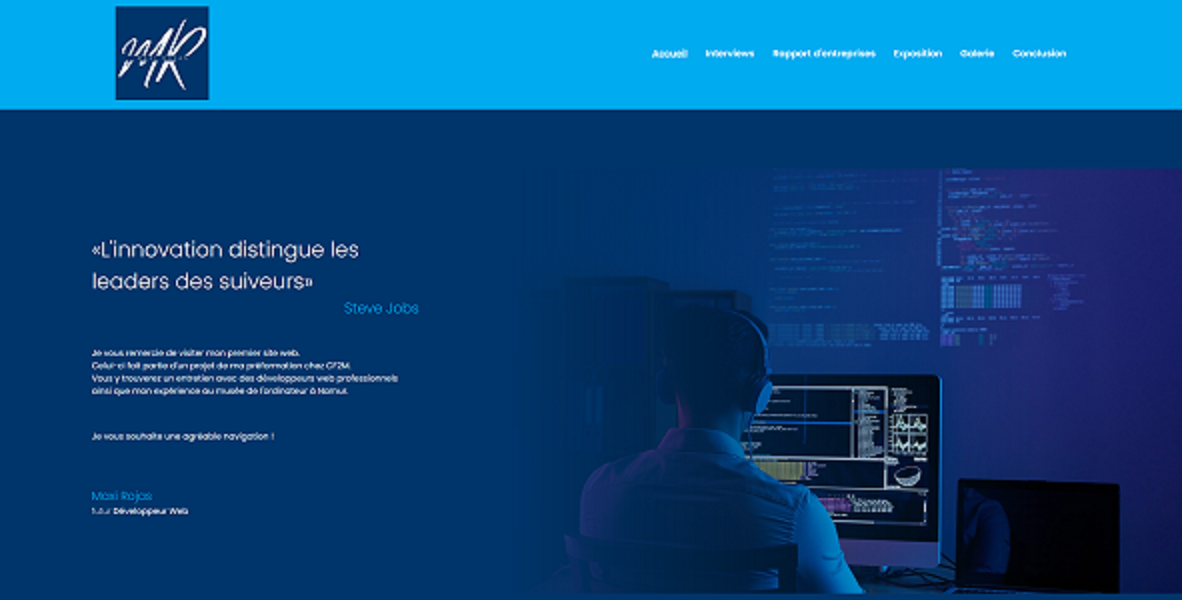 MR
Accueil Interviews Rapport d'entreprises Exposition Galerie Conclusion
«L'innovation distingue les
leaders des suiveurs»
Steve Jobs
Je vous remercie de visiter mon premier site web.
Celui-ci fait partie d'un projet de ma préformation chez CF2M.
Vous y trouverez un entretien avec des développeurs web professionnels
ainsi que mon expérience au musée de l'ordinateur à Namur.
Je vous souhaite une agréable navigation !
Maxi Rojas
futur Développeur Web